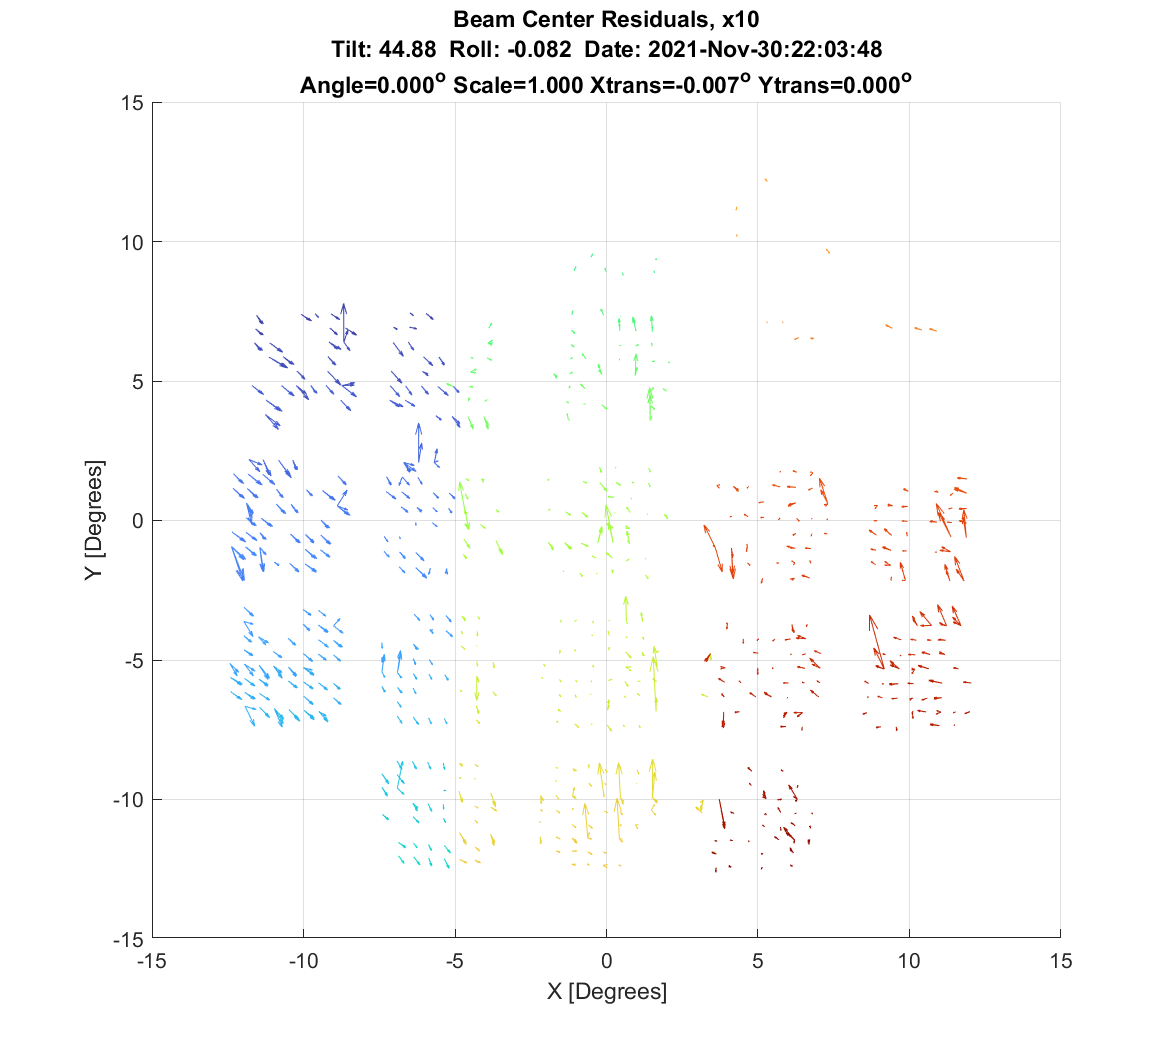 Beam Center Residuals, x10
Tilt: 44.88 Roll: -0.082 Date: 2021-Nov-30:22:03:48
Angle=0.000° Scale=1.000 Xtrans=-0.007° Ytrans=0.000°
15
10
5
0
-5
-10
-15
Y [Degrees]
-15 -10 -5 0 5 10 15
X [Degrees]